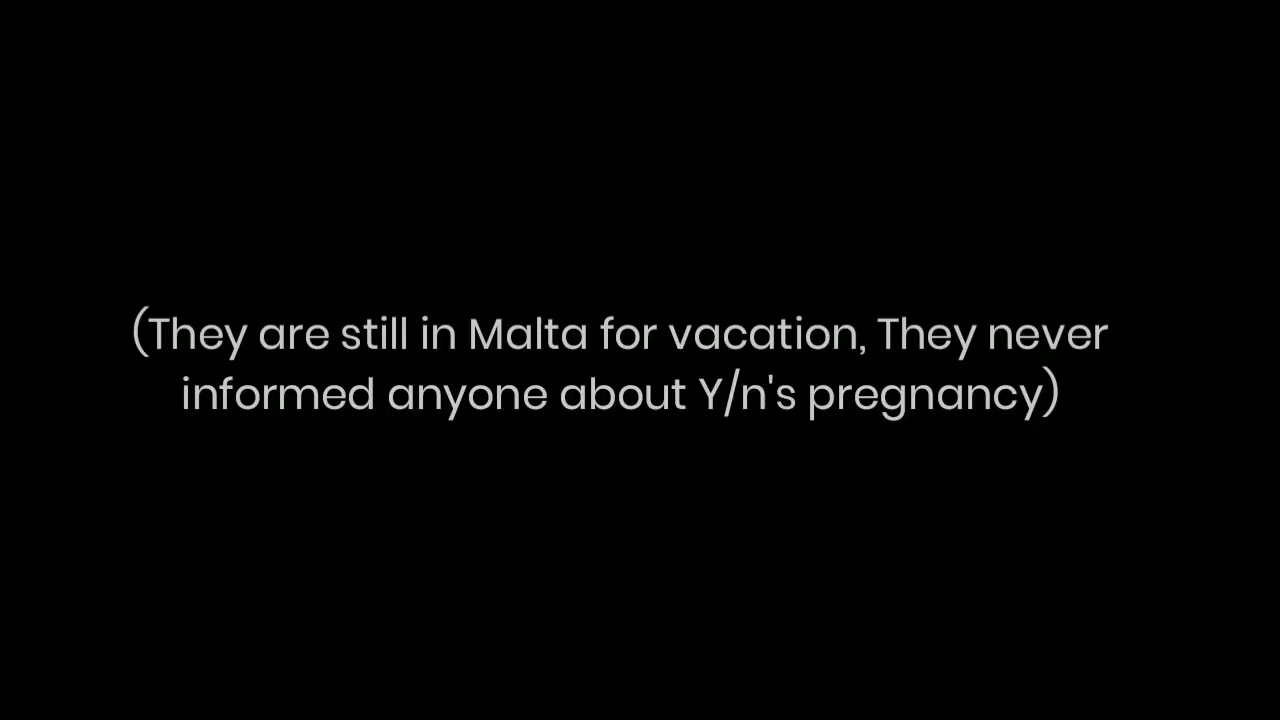 (They are still in Malta for vacation, They never
informed anyone about Y/n's pregnancy)